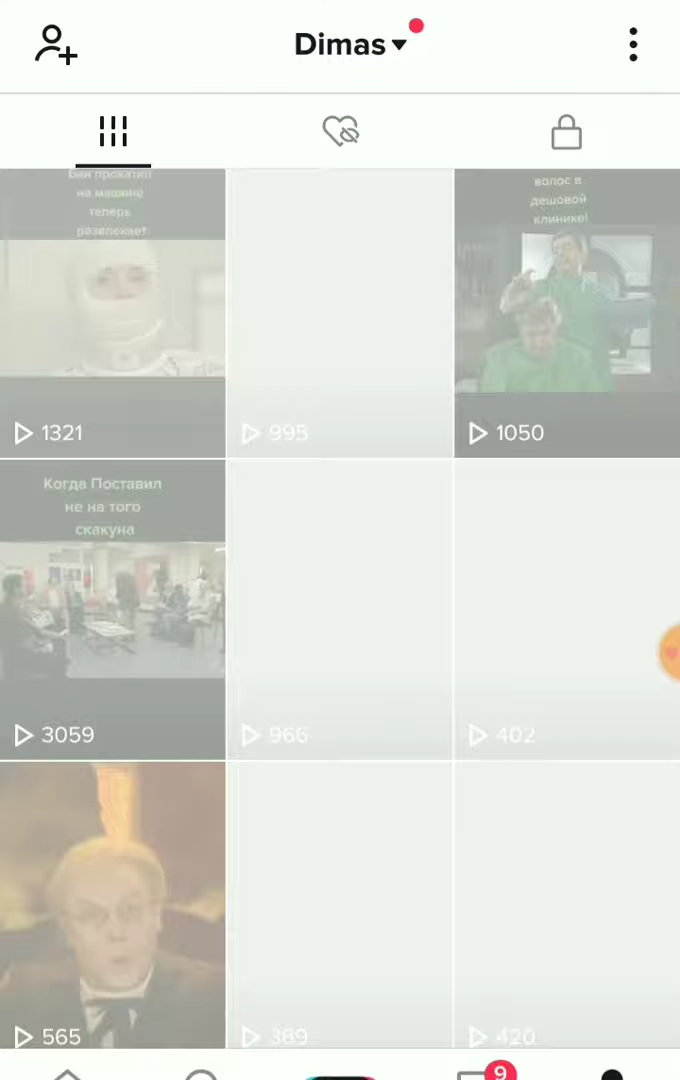 Dimas
Бин прокатил
на машине
теперь
развлекает
волос в
дешовой
клинике!
1321
995
1050
Когда Поставил
не на того
скакуна
3059
966
402
565
369
420
9